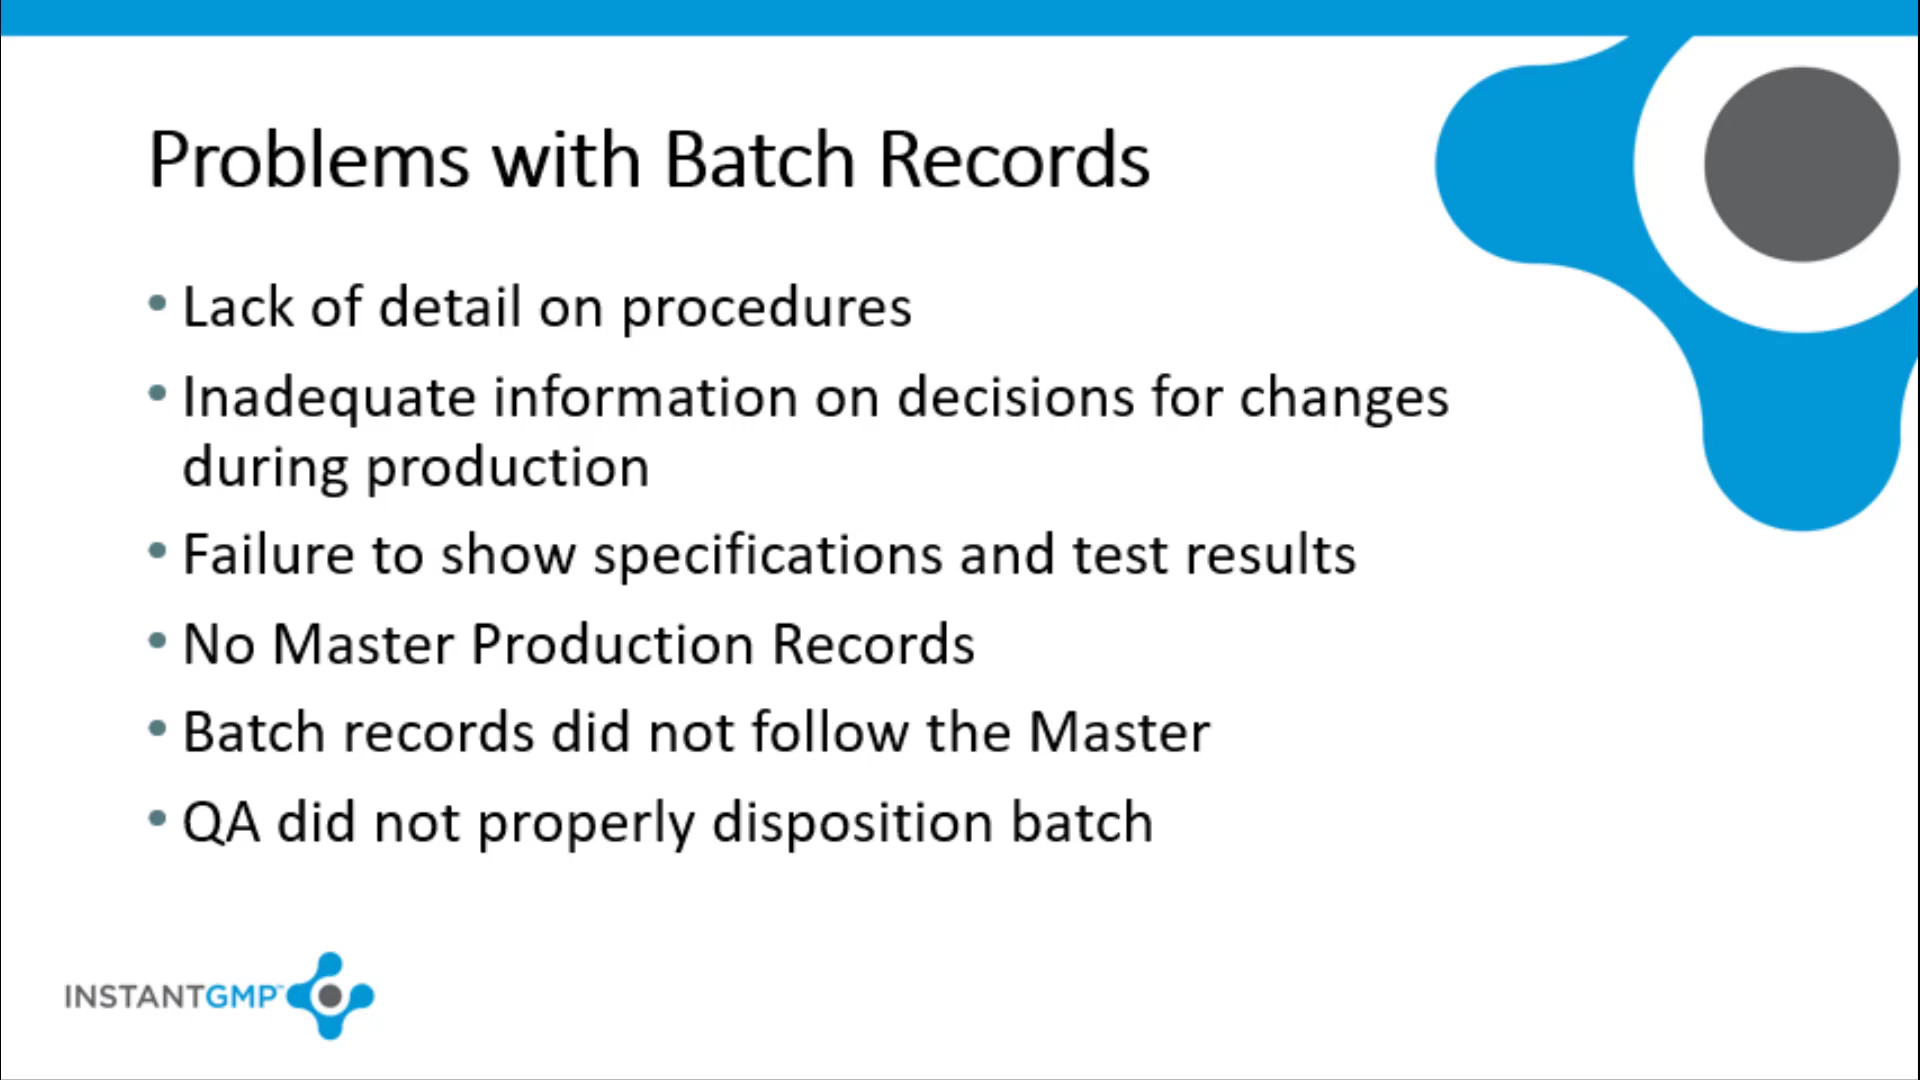 Problems with Batch Records
• Lack of detail on procedures
• Inadequate information on decisions for changes
during production
• Failure to show specifications and test results
• No Master Production Records
• Batch records did not follow the Master
• QA did not properly disposition batch
INSTANTGMP™